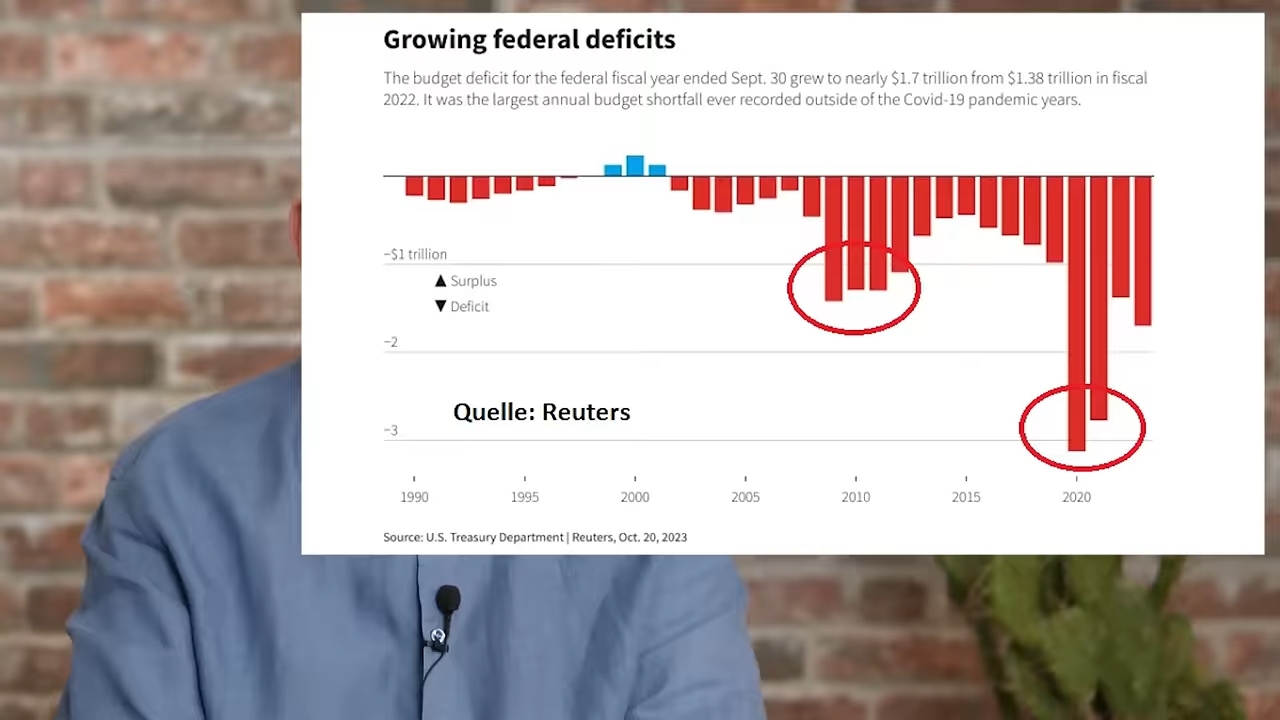 Growing federal deficits
The budget deficit for the federal fiscal year ended Sept. 30 grew to nearly $1.7 trillion from $1.38 trillion in fiscal
2022. It was the largest annual budget shortfall ever recorded outside of the Covid-19 pandemic years.
−$1 trillion
▲ Surplus
▼ Deficit
−2
Quelle: Reuters
−3
1990 1995 2000 2005 2010 2015 2020
Source: U.S. Treasury Department | Reuters, Oct. 20, 2023